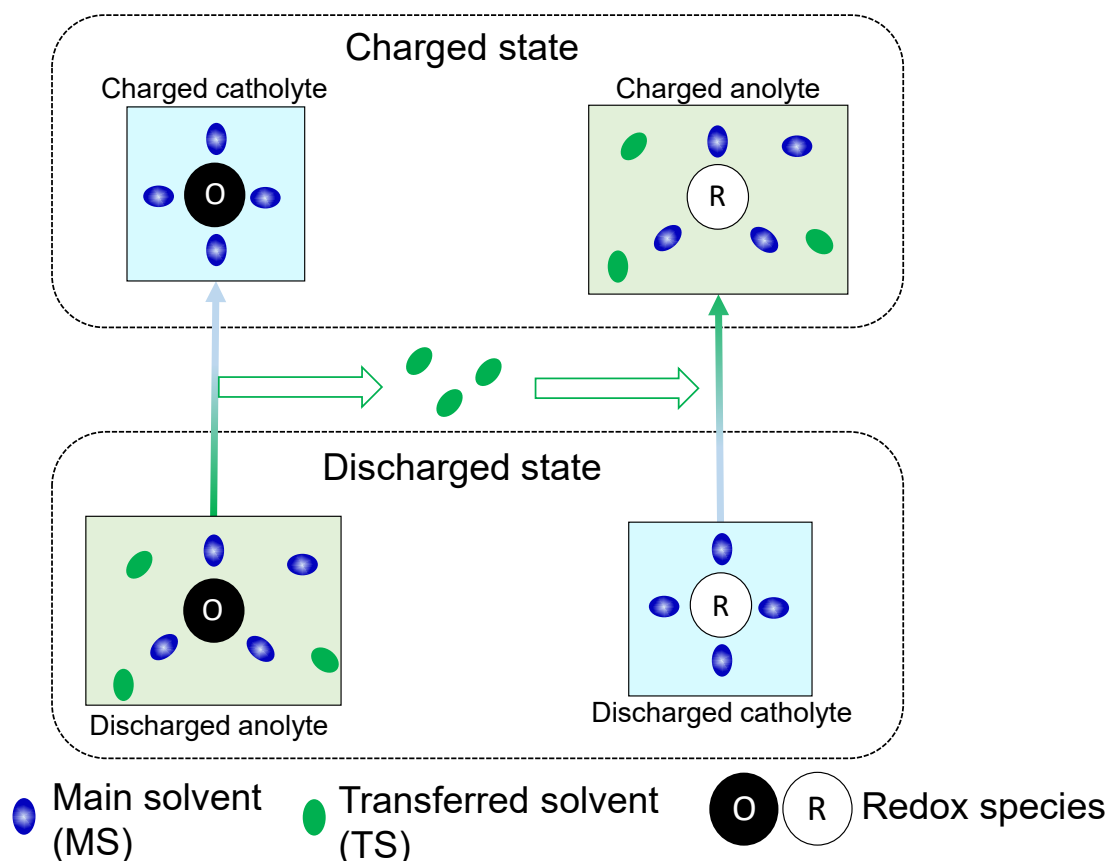 Charged state
Charged catholyte
Charged anolyte
O
R
Discharged state
O
R
Discharged anolyte
Discharged catholyte
Main solvent
(MS)
Transferred solvent
(TS)
O R Redox species